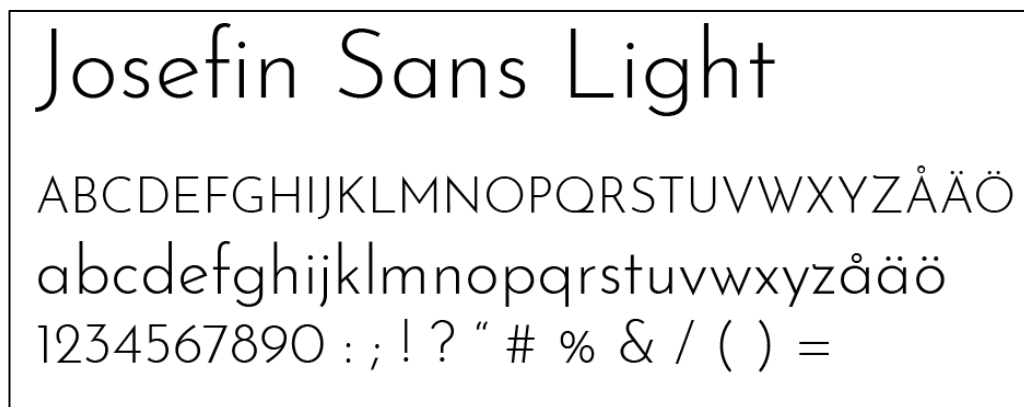 Josefin Sans Light
ABCDEFGHIJKLMNOPQRSTUVWXYZÅÄÖ
abcdefghijklmnopqrstuvwxyzåäö
1234567890 : ; ! ? “ # % & / ( ) =